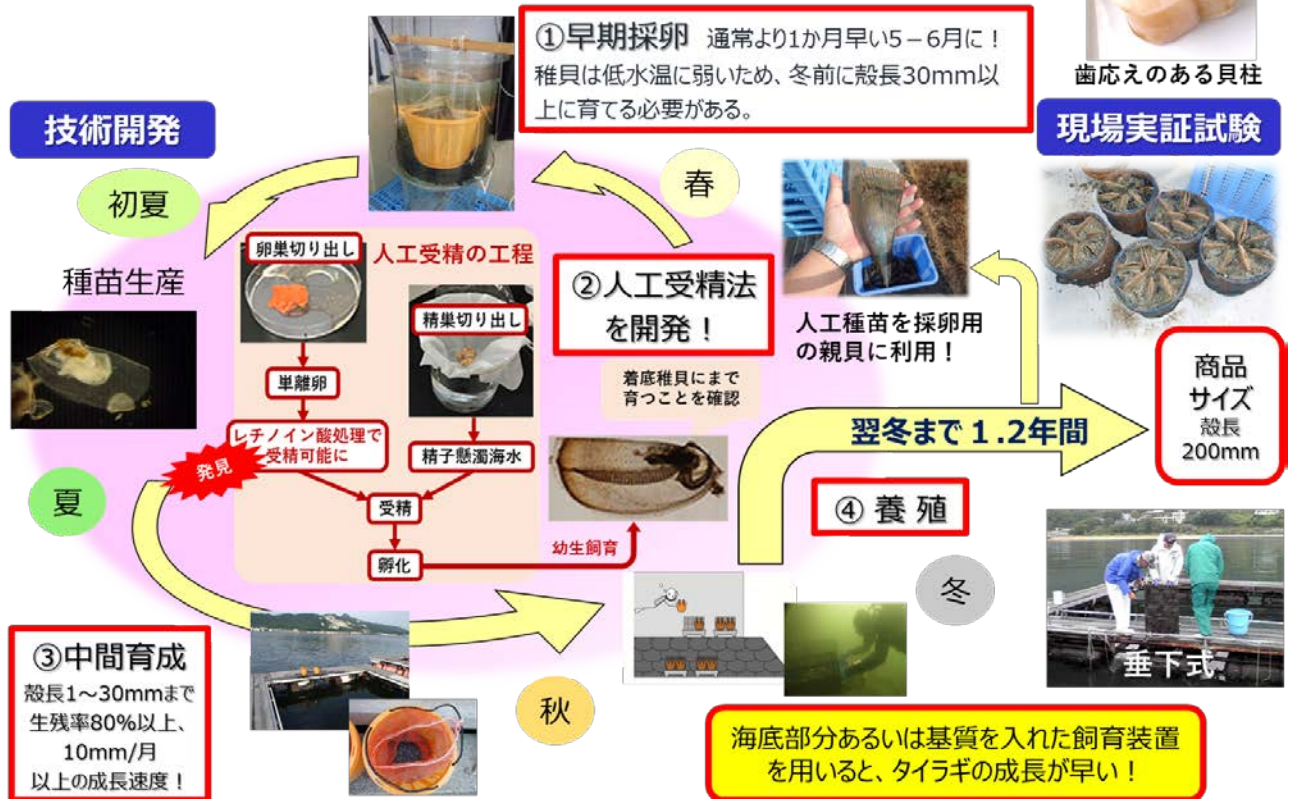 ①早期採卵 通常より1か月早い5－6月に！
稚貝は低水温に弱いため、冬前に殻長30mm以
上に育てる必要がある。
歯応えのある貝柱
技術開発
現場実証試験
初夏
春
種苗生産
人工受精の工程
卵巣切り出し
精巣切り出し
単離卵
レチノイン酸処理で
受精可能に
発見
精子懸濁海水
受精
孵化
幼生飼育
②人工受精法
を開発！
着底稚貝にまで
育つことを確認
人工種苗を採卵用
の親貝に利用！
翌冬まで 1.2年間
商品
サイズ
殻長
200mm
④ 養 殖
夏
冬
秋
③中間育成
殻長1～30mmまで
生残率80%以上、
10mm/月
以上の成長速度！
垂下式
海底部分あるいは基質を入れた飼育装置
を用いると、タイラギの成長が早い！